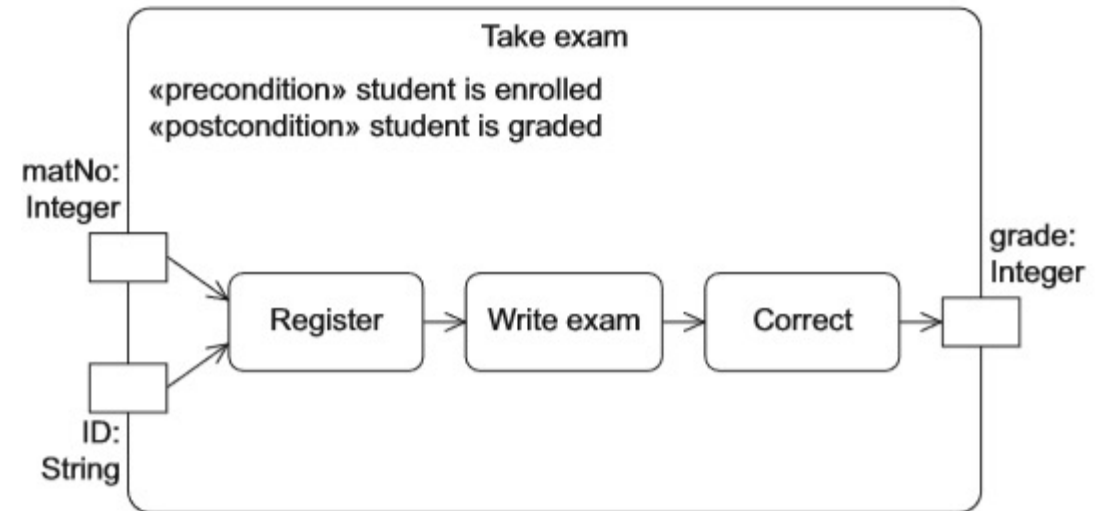 Take exam
«precondition» student is enrolled
«postcondition» student is graded
matNo:
Integer
grade:
Integer
Register
Write exam
Correct
ID:
String